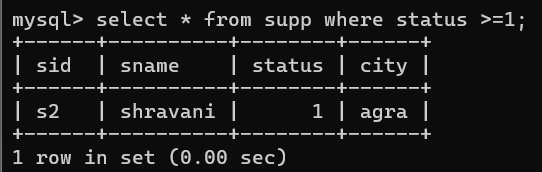 mysql> select * from supp where status >=1;
+------+----------+--------+------+
| sid  | sname    | status | city |
+------+----------+--------+------+
| s2   | shravani |      1 | agra |
+------+----------+--------+------+
1 row in set (0.00 sec)